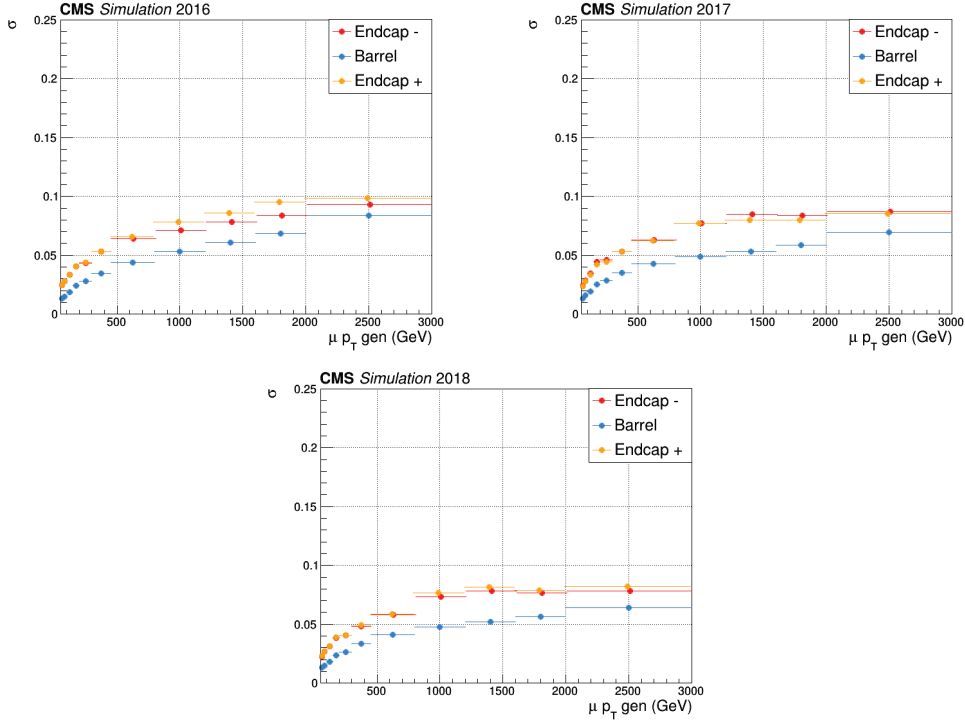 CMS Simulation 2016
σ
0.25
0.2
0.15
0.1
0.05
0
Endcap -
Barrel
Endcap +
500 1000 1500 2000 2500 3000
μ pT gen (GeV)
CMS Simulation 2017
σ
0.25
0.2
0.15
0.1
0.05
0
Endcap -
Barrel
Endcap +
500 1000 1500 2000 2500 3000
μ pT gen (GeV)
CMS Simulation 2018
σ
0.25
0.2
0.15
0.1
0.05
0
Endcap -
Barrel
Endcap +
500 1000 1500 2000 2500 3000
μ pT gen (GeV)